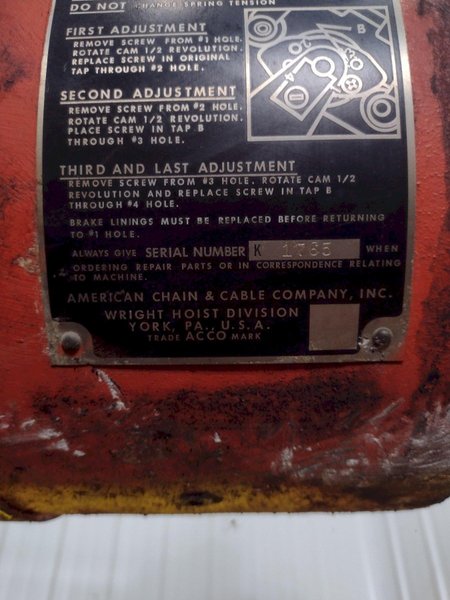 DO NOT CHANGE SPRING TENSION
FIRST ADJUSTMENT
REMOVE SCREW FROM #1 HOLE.
ROTATE CAM 1/2 REVOLUTION.
REPLACE SCREW IN ORIGINAL
TAP THROUGH #2 HOLE.
SECOND ADJUSTMENT
REMOVE SCREW FROM #2 HOLE.
ROTATE CAM 1/2 REVOLUTION.
PLACE SCREW IN TAP B
THROUGH #3 HOLE.
THIRD AND LAST ADJUSTMENT
REMOVE SCREW FROM #3 HOLE. ROTATE CAM 1/2
REVOLUTION AND REPLACE SCREW IN TAP B
THROUGH #4 HOLE.
BRAKE LININGS MUST BE REPLACED BEFORE RETURNING
TO #1 HOLE.
ALWAYS GIVE SERIAL NUMBER K 1785 WHEN
ORDERING REPAIR PARTS OR IN CORRESPONDENCE RELATING
TO MACHINE.
AMERICAN CHAIN & CABLE COMPANY, INC.
WRIGHT HOIST DIVISION
YORK, PA., U.S.A.
TRADE ACCO MARK
B
2
4